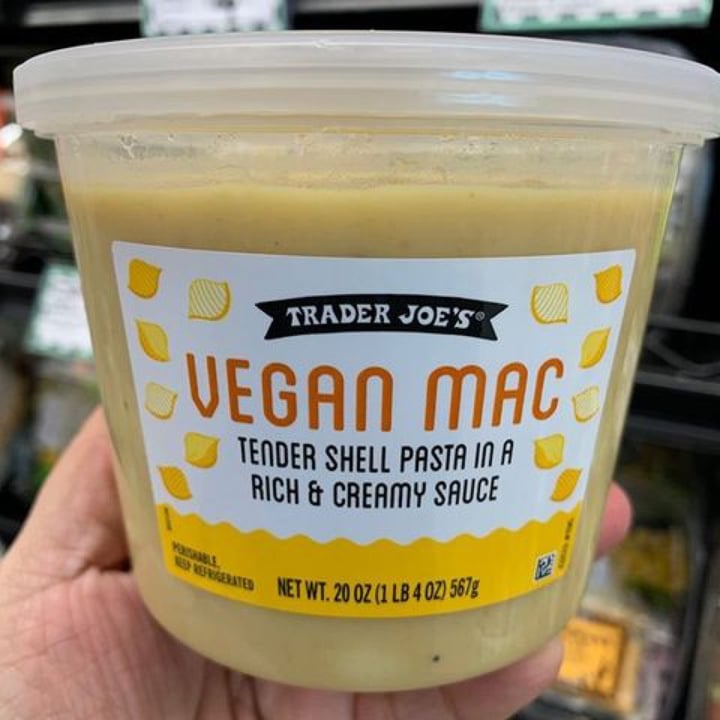 TRADER JOE'S®
VEGAN MAC
TENDER SHELL PASTA IN A
RICH & CREAMY SAUCE
PERISHABLE,
KEEP REFRIGERATED
NET WT. 20 OZ (1 LB 4 OZ) 567g